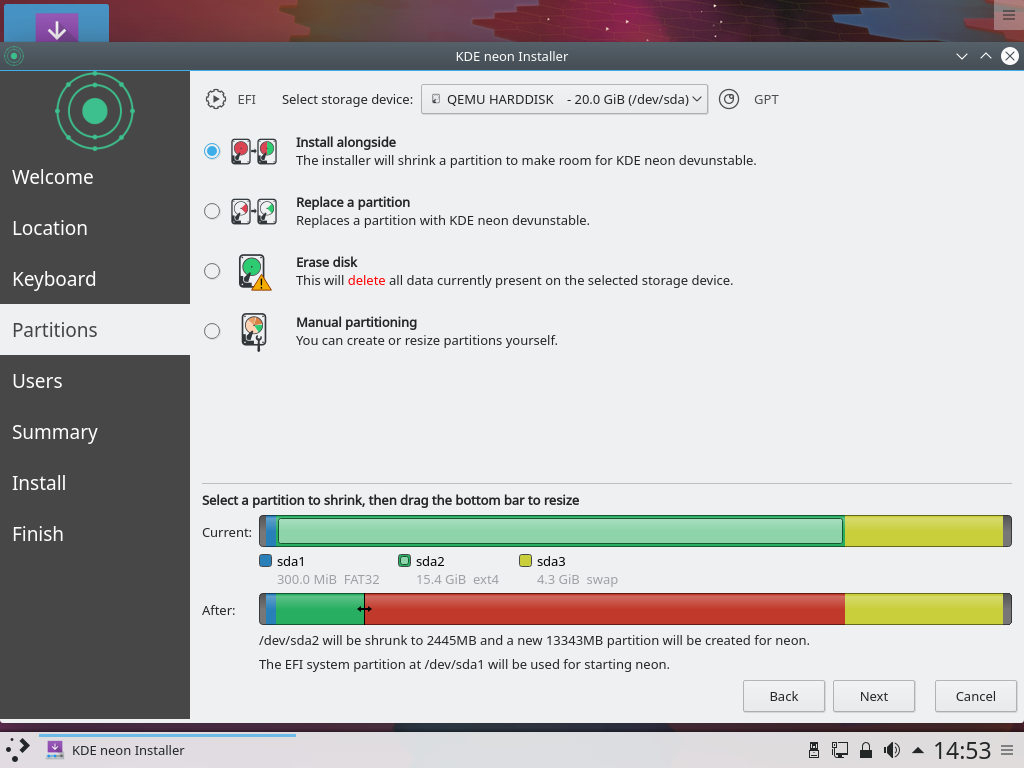 KDE neon Installer
EFI Select storage device: QEMU HARDDISK - 20.0 GiB (/dev/sda) GPT
Welcome
Location
Keyboard
Partitions
Users
Summary
Install
Finish
Install alongside
The installer will shrink a partition to make room for KDE neon devunstable.
Replace a partition
Replaces a partition with KDE neon devunstable.
Erase disk
This will delete all data currently present on the selected storage device.
Manual partitioning
You can create or resize partitions yourself.
Select a partition to shrink, then drag the bottom bar to resize
Current:
sda1 sda2 sda3
300.0 MiB FAT32 15.4 GiB ext4 4.3 GiB swap
After:
/dev/sda2 will be shrunk to 2445MB and a new 13343MB partition will be created for neon.
The EFI system partition at /dev/sda1 will be used for starting neon.
Back Next Cancel
KDE neon Installer 14:53